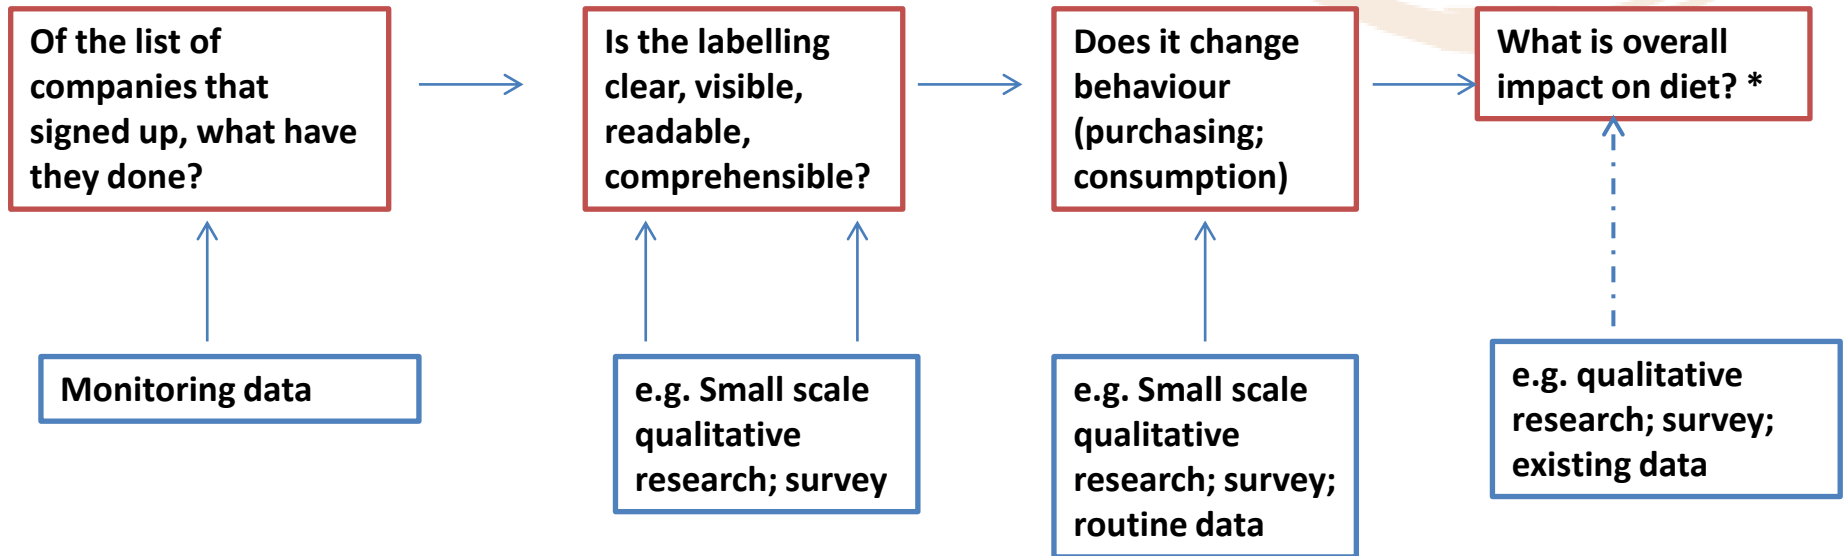 Of the list of
companies that
signed up, what have
they done?
Is the labelling
clear, visible,
readable,
comprehensible?
Does it change
behaviour
(purchasing;
consumption)
What is overall
impact on diet? *
Monitoring data
e.g. Small scale
qualitative
research; survey
e.g. Small scale
qualitative
research; survey;
routine data
e.g. qualitative
research; survey;
existing data